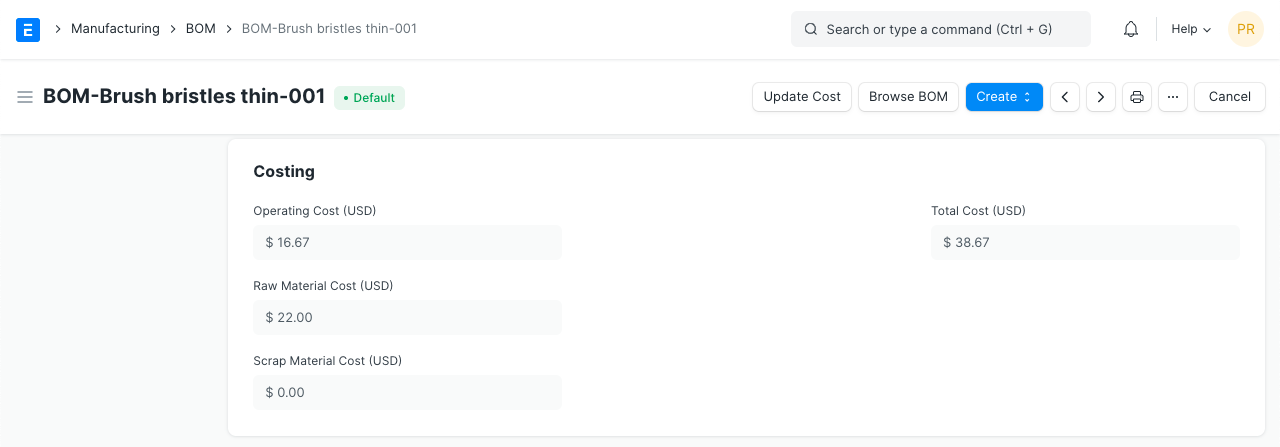 E Manufacturing BOM BOM-Brush bristles thin-001 Search or type a command (Ctrl + G) Help PR
BOM-Brush bristles thin-001 • Default Update Cost Browse BOM Create ... Cancel
Costing
Operating Cost (USD) Total Cost (USD)
$ 16.67 $ 38.67
Raw Material Cost (USD)
$ 22.00
Scrap Material Cost (USD)
$ 0.00